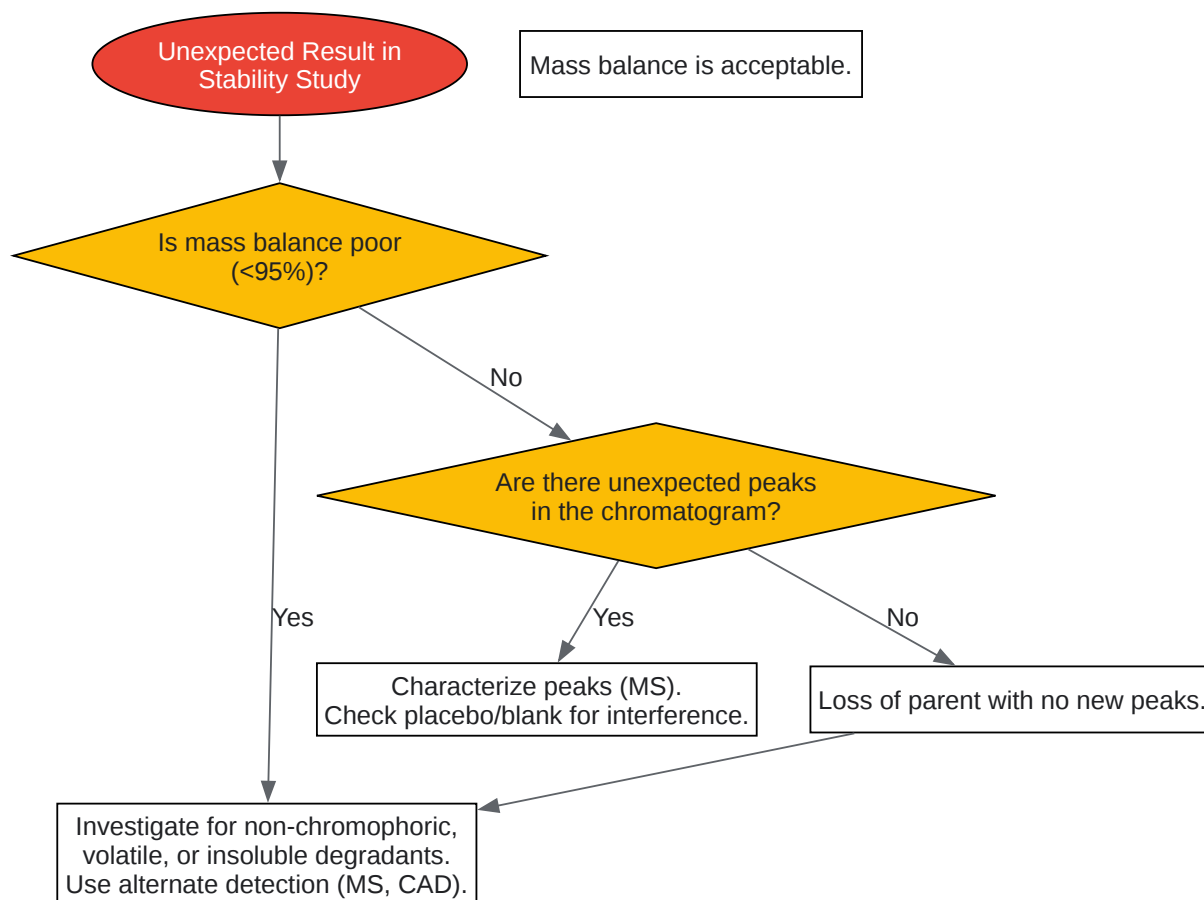 Unexpected Result in
Stability Study
Mass balance is acceptable.
Is mass balance poor
(<95%)?
No
Are there unexpected peaks
in the chromatogram?
Yes
Yes
No
Characterize peaks (MS).
Check placebo/blank for interference.
Loss of parent with no new peaks.
Investigate for non-chromophoric,
volatile, or insoluble degradants.
Use alternate detection (MS, CAD).